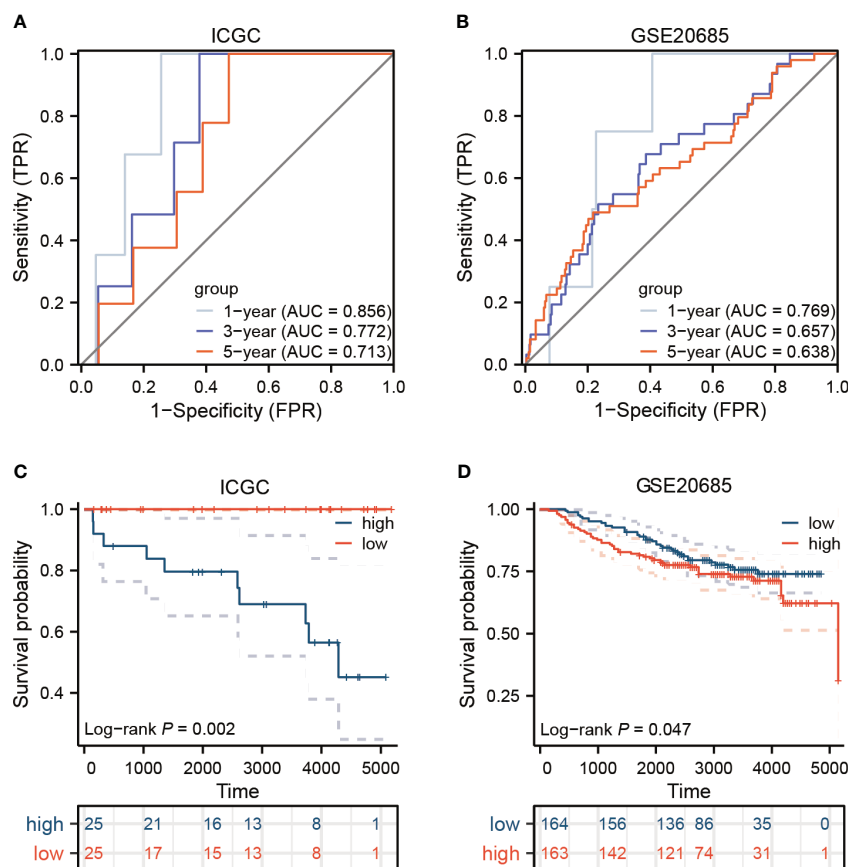 A
ICGC
Sensitivity (TPR)
1.0
0.8
0.6
0.4
0.2
0.0
group
1−year (AUC = 0.856)
3−year (AUC = 0.772)
5−year (AUC = 0.713)
0.0 0.2 0.4 0.6 0.8 1.0
1−Specificity (FPR)
B
GSE20685
Sensitivity (TPR)
1.0
0.8
0.6
0.4
0.2
0.0
group
1−year (AUC = 0.769)
3−year (AUC = 0.657)
5−year (AUC = 0.638)
0.0 0.2 0.4 0.6 0.8 1.0
1−Specificity (FPR)
C
ICGC
Survival probability
1.0
0.8
0.6
0.4
high
low
Log−rank P = 0.002
0 1000 2000 3000 4000 5000
Time
high 25 21 16 13 8 1
low 25 17 15 13 8 1
D
GSE20685
Survival probability
1.00
0.75
0.50
0.25
low
high
Log−rank P = 0.047
0 1000 2000 3000 4000 5000
Time
low 164 156 136 86 35 0
high 163 142 121 74 31 1